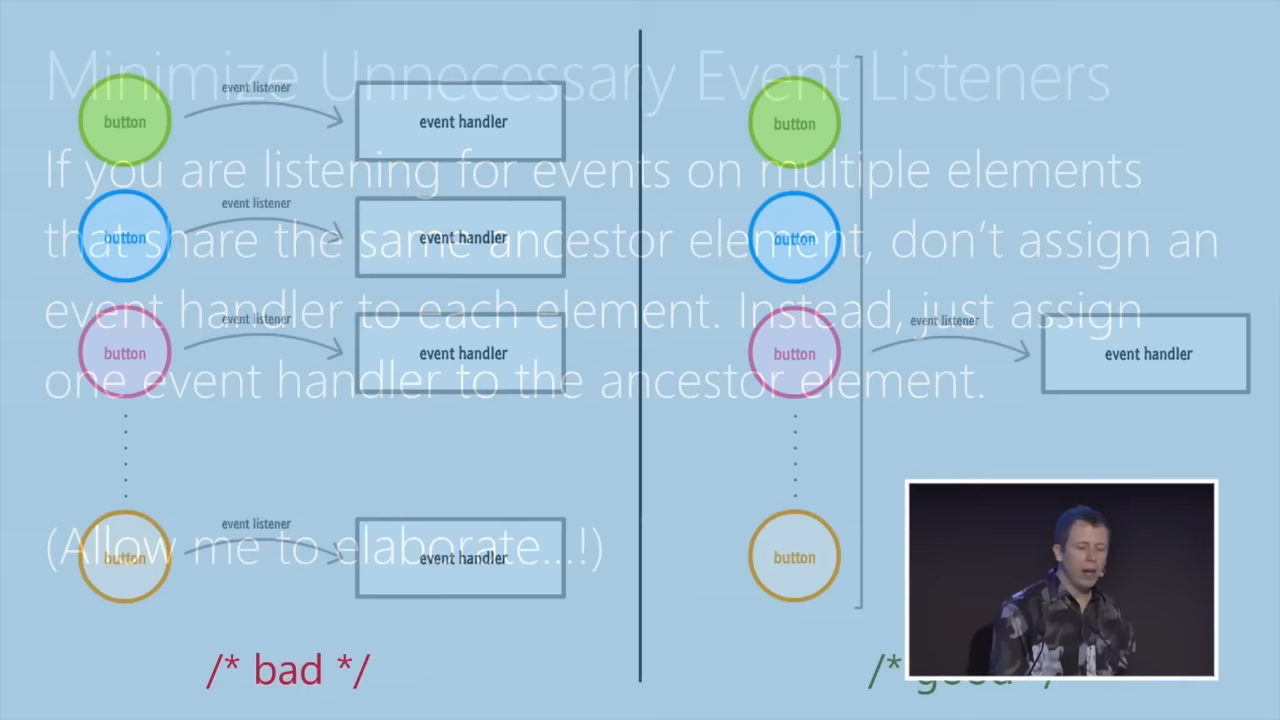 Minimize Unnecessary Event Listeners
If you are listening for events on multiple elements
that share the same ancestor element, don’t assign an
event handler to each element. Instead, just assign
one event handler to the ancestor element.
(Allow me to elaborate...!)
button
event listener
event handler
button
event listener
event handler
button
event listener
event handler
button
event listener
event handler
/* bad */
button
button
button
event listener
event handler
button
/* good */